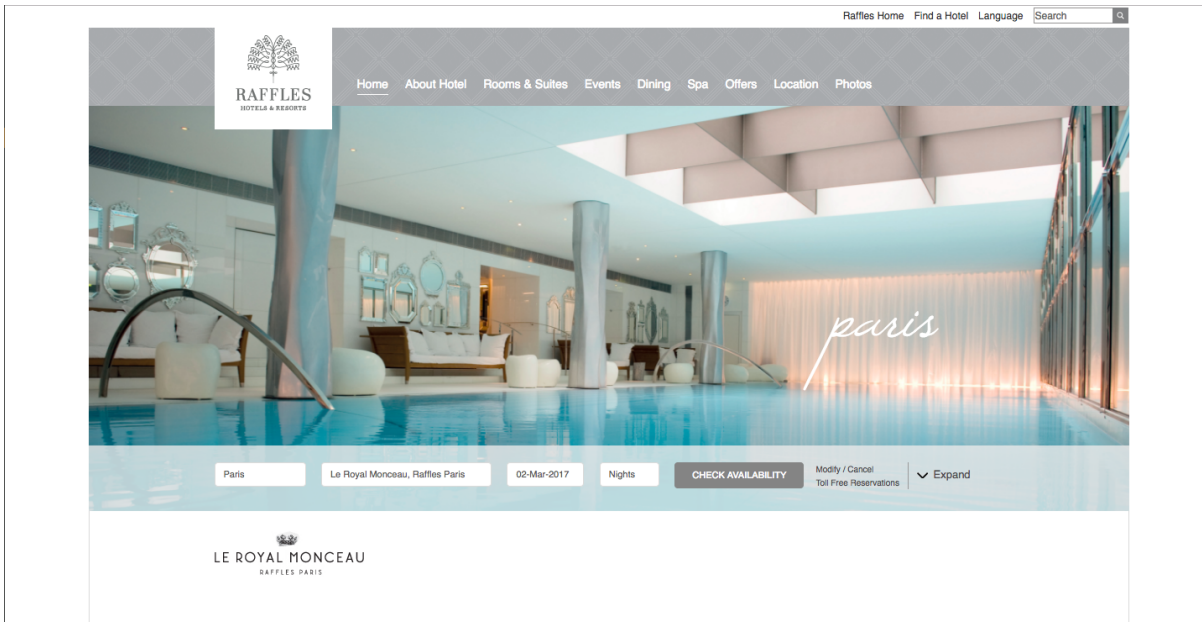 Raffles Home Find a Hotel Language Search
RAFFLES
HOTELS & RESORTS
Home About Hotel Rooms & Suites Events Dining Spa Offers Location Photos
paris
Paris Le Royal Monceau, Raffles Paris 02-Mar-2017 Nights CHECK AVAILABILITY Modify / Cancel
Toll Free Reservations
Expand
LE ROYAL MONCEAU
RAFFLES PARIS